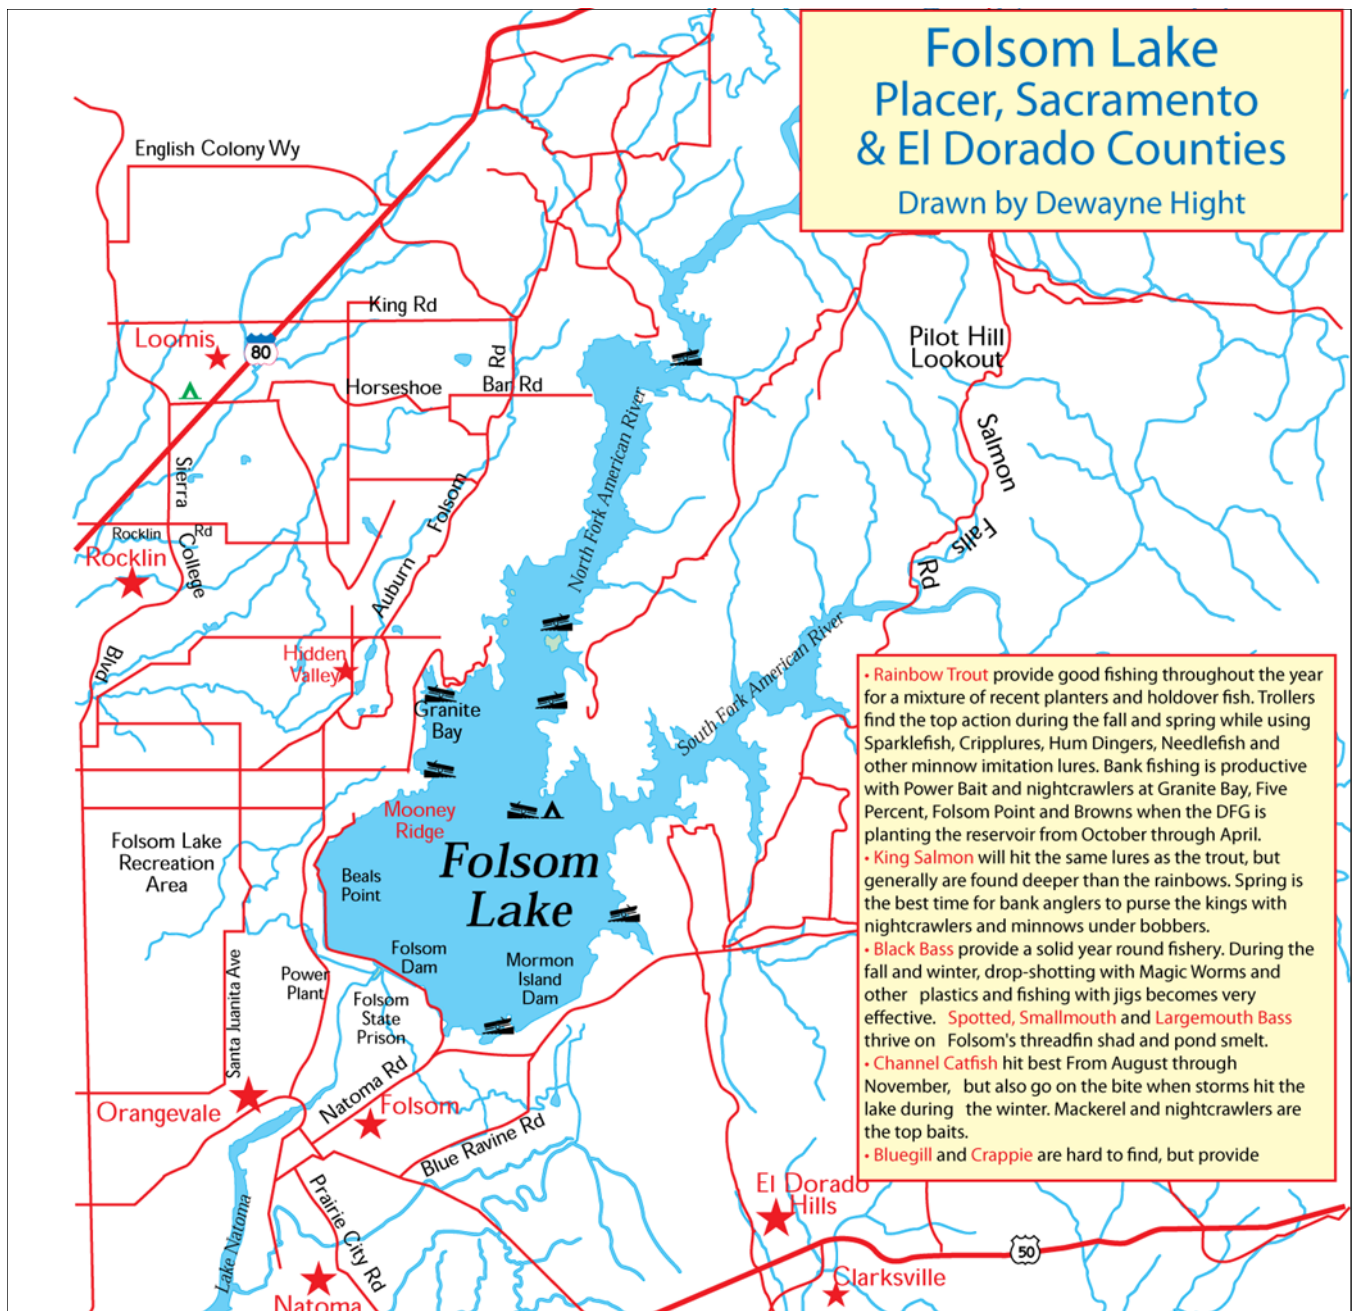 Folsom Lake
Placer, Sacramento
& El Dorado Counties
Drawn by Dewayne Hight
English Colony Wy
King Rd
Loomis
80
Pilot Hill
Lookout
Horseshoe
Bar Rd
Rd
North Fork American River
Salmon
Falls
Rd
Sierra
College
Blvd
Rocklin
Rd
Rocklin
Auburn
Folsom
Hidden
Valley
South Fork American River
Granite
Bay
Mooney
Ridge
Folsom Lake
Recreation
Area
Folsom
Lake
Beals
Point
Folsom
Dam
Mormon
Island
Dam
Power
Plant
Folsom
State
Prison
Santa Juanita Ave
Natoma Rd
Orangevale
Folsom
Blue Ravine Rd
Prairie City Rd
Lake Natoma
Natoma
El Dorado
Hills
50
Clarksville
• Rainbow Trout provide good fishing throughout the year
for a mixture of recent planters and holdover fish. Trollers
find the top action during the fall and spring while using
Sparklefish, Cripplures, Hum Dingers, Needlefish and
other minnow imitation lures. Bank fishing is productive
with Power Bait and nightcrawlers at Granite Bay, Five
Percent, Folsom Point and Browns when the DFG is
planting the reservoir from October through April.
• King Salmon will hit the same lures as the trout, but
generally are found deeper than the rainbows. Spring is
the best time for bank anglers to purse the kings with
nightcrawlers and minnows under bobbers.
• Black Bass provide a solid year round fishery. During the
fall and winter, drop-shotting with Magic Worms and
other plastics and fishing with jigs becomes very
effective. Spotted, Smallmouth and Largemouth Bass
thrive on Folsom's threadfin shad and pond smelt.
• Channel Catfish hit best From August through
November, but also go on the bite when storms hit the
lake during the winter. Mackerel and nightcrawlers are
the top baits.
• Bluegill and Crappie are hard to find, but provide